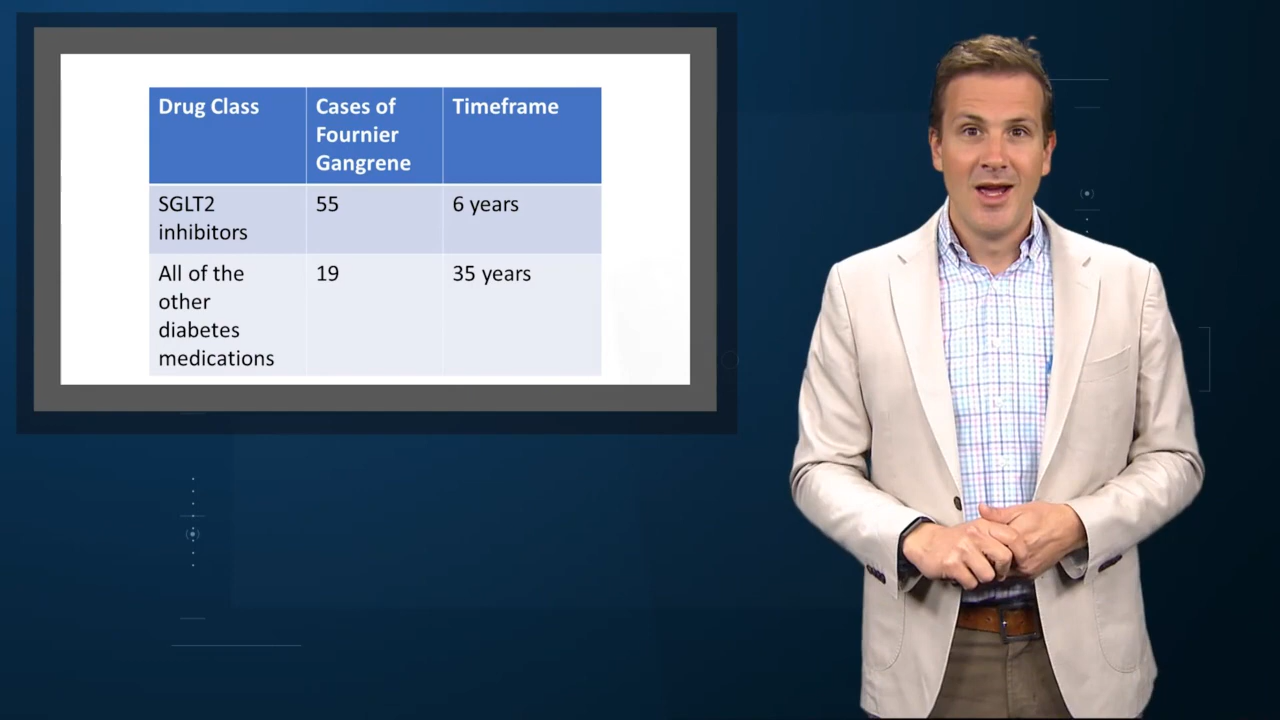 Drug Class
Cases of
Fournier
Gangrene
Timeframe
SGLT2
inhibitors
55
6 years
All of the
other
diabetes
medications
19
35 years